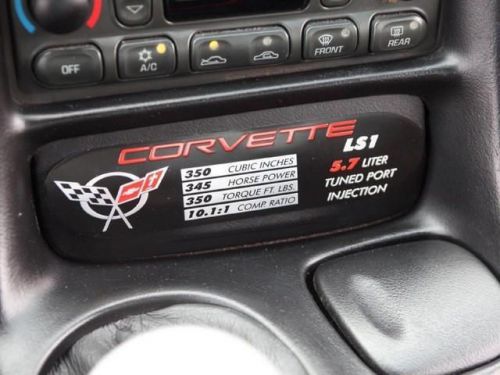 CORVETTE
OFF
A/C
FRONT
REAR
CORVETTE
LS1
350 CUBIC INCHES
345 HORSE POWER
350 TORQUE FT. LBS.
10.1:1 COMP. RATIO
5.7 LITER
TUNED PORT
INJECTION